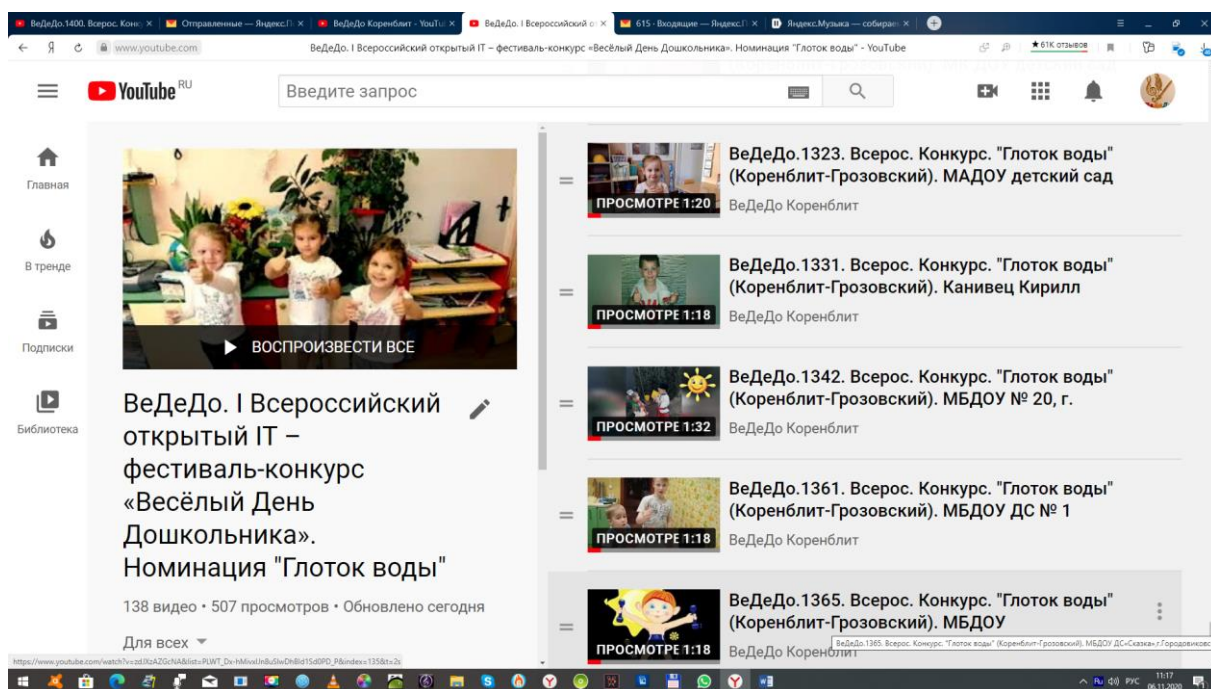 ВеДеДо.1400. Всерос. Конк
Отправленные — Яндекс.П
ВеДеДо Коренблит - YouTu
ВеДеДо. I Всероссийский о
615 · Входящие — Яндекс.П
Яндекс.Музыка — собирае
www.youtube.com
ВеДеДо. I Всероссийский открытый IT – фестиваль-конкурс «Весёлый День Дошкольника». Номинация "Глоток воды" - YouTube
★ 61К отзывов
YouTube RU
Введите запрос
Главная
В тренде
Подписки
Библиотека
ВОСПРОИЗВЕСТИ ВСЕ
ВеДеДо. I Всероссийский
открытый IT –
фестиваль-конкурс
«Весёлый День
Дошкольника».
Номинация "Глоток воды"
138 видео • 507 просмотров • Обновлено сегодня
Для всех
ВеДеДо.1323. Всерос. Конкурс. "Глоток воды"
(Коренблит-Грозовский). МАДОУ детский сад
ВеДеДо Коренблит
ПРОСМОТРЕ 1:20
ВеДеДо.1331. Всерос. Конкурс. "Глоток воды"
(Коренблит-Грозовский). Канивец Кирилл
ВеДеДо Коренблит
ПРОСМОТРЕ 1:18
ВеДеДо.1342. Всерос. Конкурс. "Глоток воды"
(Коренблит-Грозовский). МБДОУ № 20, г.
ВеДеДо Коренблит
ПРОСМОТРЕ 1:32
ВеДеДо.1361. Всерос. Конкурс. "Глоток воды"
(Коренблит-Грозовский). МБДОУ ДС № 1
ВеДеДо Коренблит
ПРОСМОТРЕ 1:18
ВеДеДо.1365. Всерос. Конкурс. "Глоток воды"
(Коренблит-Грозовский). МБДОУ
ВеДеДо Коренблит
ПРОСМОТРЕ 1:18
ВеДеДо.1365. Всерос. Конкурс. "Глоток воды" (Коренблит-Грозовский). МБДОУ ДС«Сказка»,г.Городовиковс
RU
РУС
11:17
06.11.2020